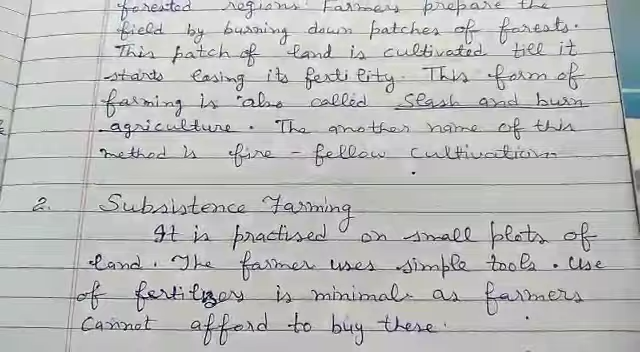 forested regions. Farmers prepare the
field by burning down patches of forests.
This patch of land is cultivated till it
starts losing its fertility. This form of
farming is also called slash and burn
agriculture. The another name of this
method is fire - fellow cultivation
2. Subsistence Farming
It is practised on small plots of
land. The farmer uses simple tools. Use
of fertilizers is minimal as farmers
cannot afford to buy these.